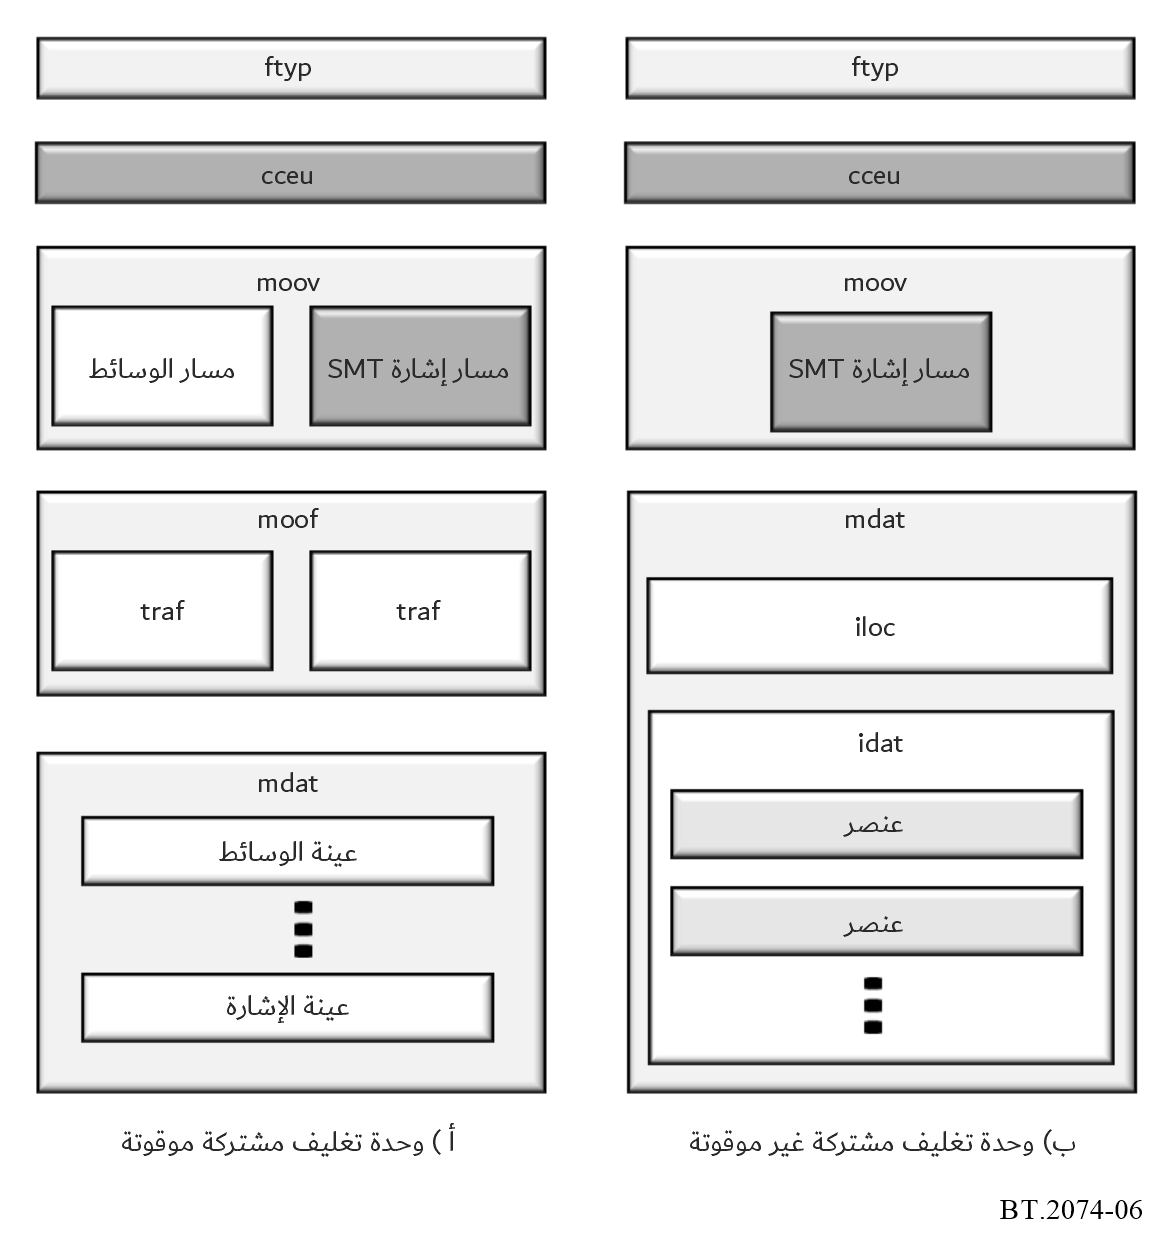 ftyp
cceu
moov
مسار الوسائط
مسار إشارة SMT
moof
traf
traf
mdat
عينة الوسائط
عينة الإشارة
أ ) وحدة تغليف مشتركة موقوتة
ftyp
cceu
moov
مسار إشارة SMT
mdat
iloc
idat
عنصر
عنصر
ب) وحدة تغليف مشتركة غير موقوتة
BT.2074-06